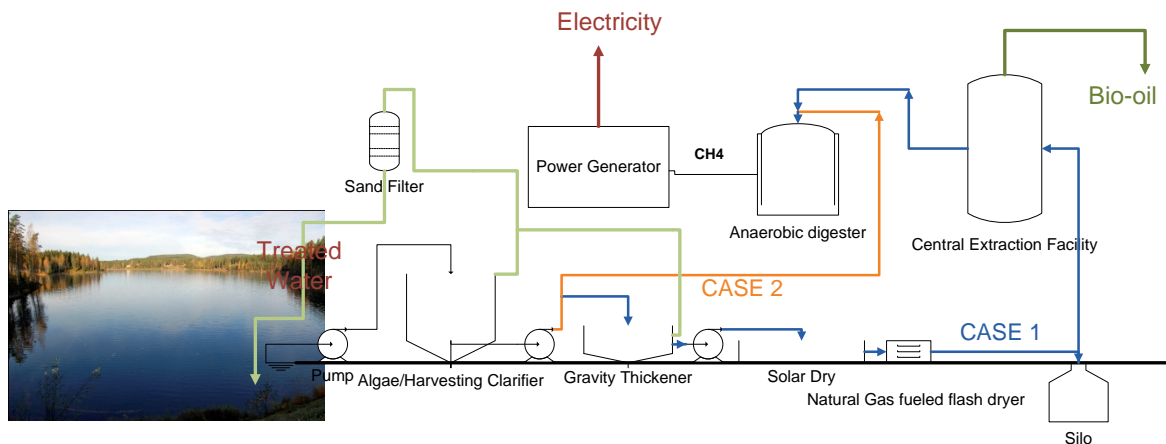 Electricity
Bio-oil
CH4
Power Generator
Sand Filter
Anaerobic digester
Central Extraction Facility
Treated
Water
CASE 2
CASE 1
Pump
Algae/Harvesting Clarifier
Gravity Thickener
Solar Dry
Natural Gas fueled flash dryer
Silo